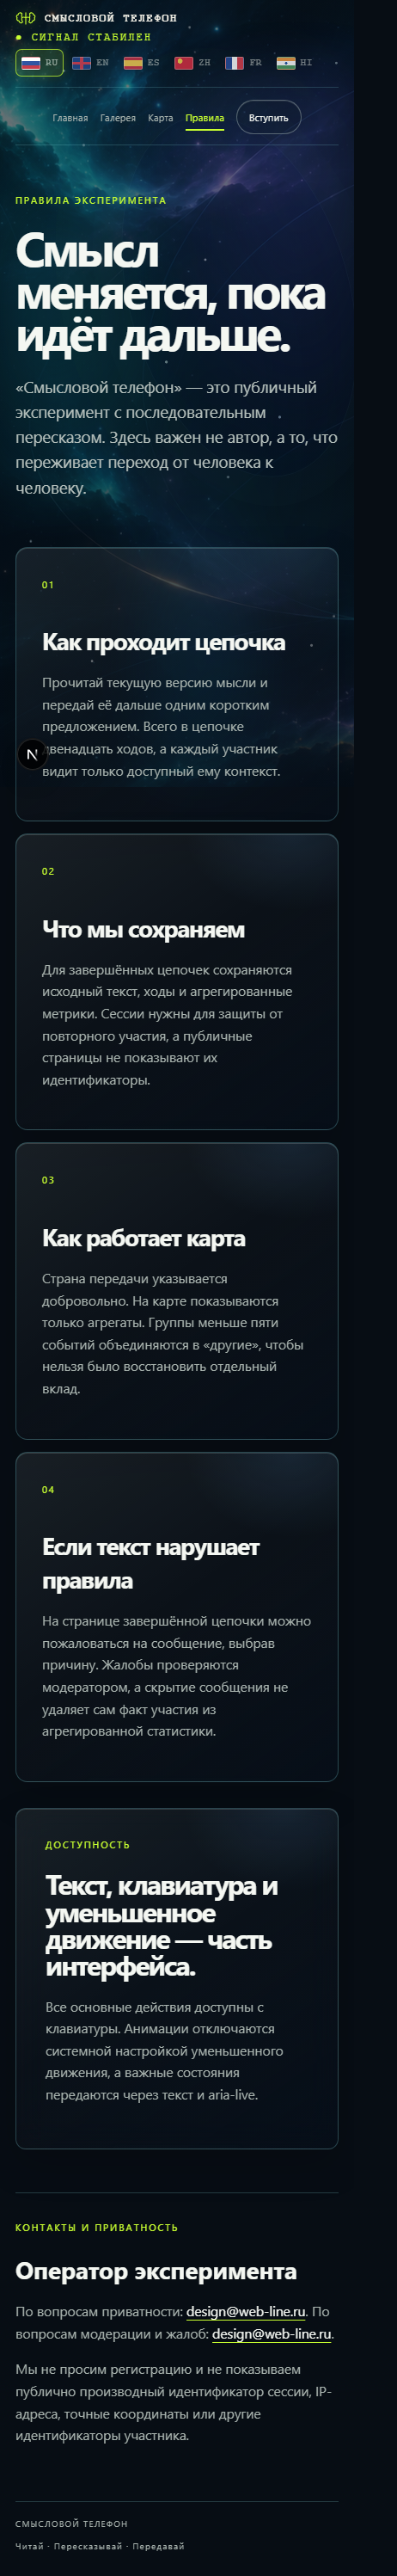 СМЫСЛОВОЙ ТЕЛЕФОН
СИГНАЛ СТАБИЛЕН
RU EN ES ZH FR HI
Главная Галерея Карта Правила Вступить
ПРАВИЛА ЭКСПЕРИМЕНТА
Смысл
меняется, пока
идёт дальше.
«Смысловой телефон» — это публичный
эксперимент с последовательным
пересказом. Здесь важен не автор, а то, что
переживает переход от человека к
человеку.
01
Как проходит цепочка
Прочитай текущую версию мысли и
передай её дальше одним коротким
предложением. Всего в цепочке
двенадцать ходов, а каждый участник
видит только доступный ему контекст.
N
02
Что мы сохраняем
Для завершённых цепочек сохраняются
исходный текст, ходы и агрегированные
метрики. Сессии нужны для защиты от
повторного участия, а публичные
страницы не показывают их
идентификаторы.
03
Как работает карта
Страна передачи указывается
добровольно. На карте показываются
только агрегаты. Группы меньше пяти
событий объединяются в «другие», чтобы
нельзя было восстановить отдельный
вклад.
04
Если текст нарушает
правила
На странице завершённой цепочки можно
пожаловаться на сообщение, выбрав
причину. Жалобы проверяются
модератором, а скрытие сообщения не
удаляет сам факт участия из
агрегированной статистики.
ДОСТУПНОСТЬ
Текст, клавиатура и
уменьшенное
движение — часть
интерфейса.
Все основные действия доступны с
клавиатуры. Анимации отключаются
системной настройкой уменьшенного
движения, а важные состояния
передаются через текст и aria-live.
КОНТАКТЫ И ПРИВАТНОСТЬ
Оператор эксперимента
По вопросам приватности: design@web-line.ru. По
вопросам модерации и жалоб: design@web-line.ru.
Мы не просим регистрацию и не показываем
публично производный идентификатор сессии, IP-
адреса, точные координаты или другие
идентификаторы участника.
СМЫСЛОВОЙ ТЕЛЕФОН
Читай · Пересказывай · Передавай